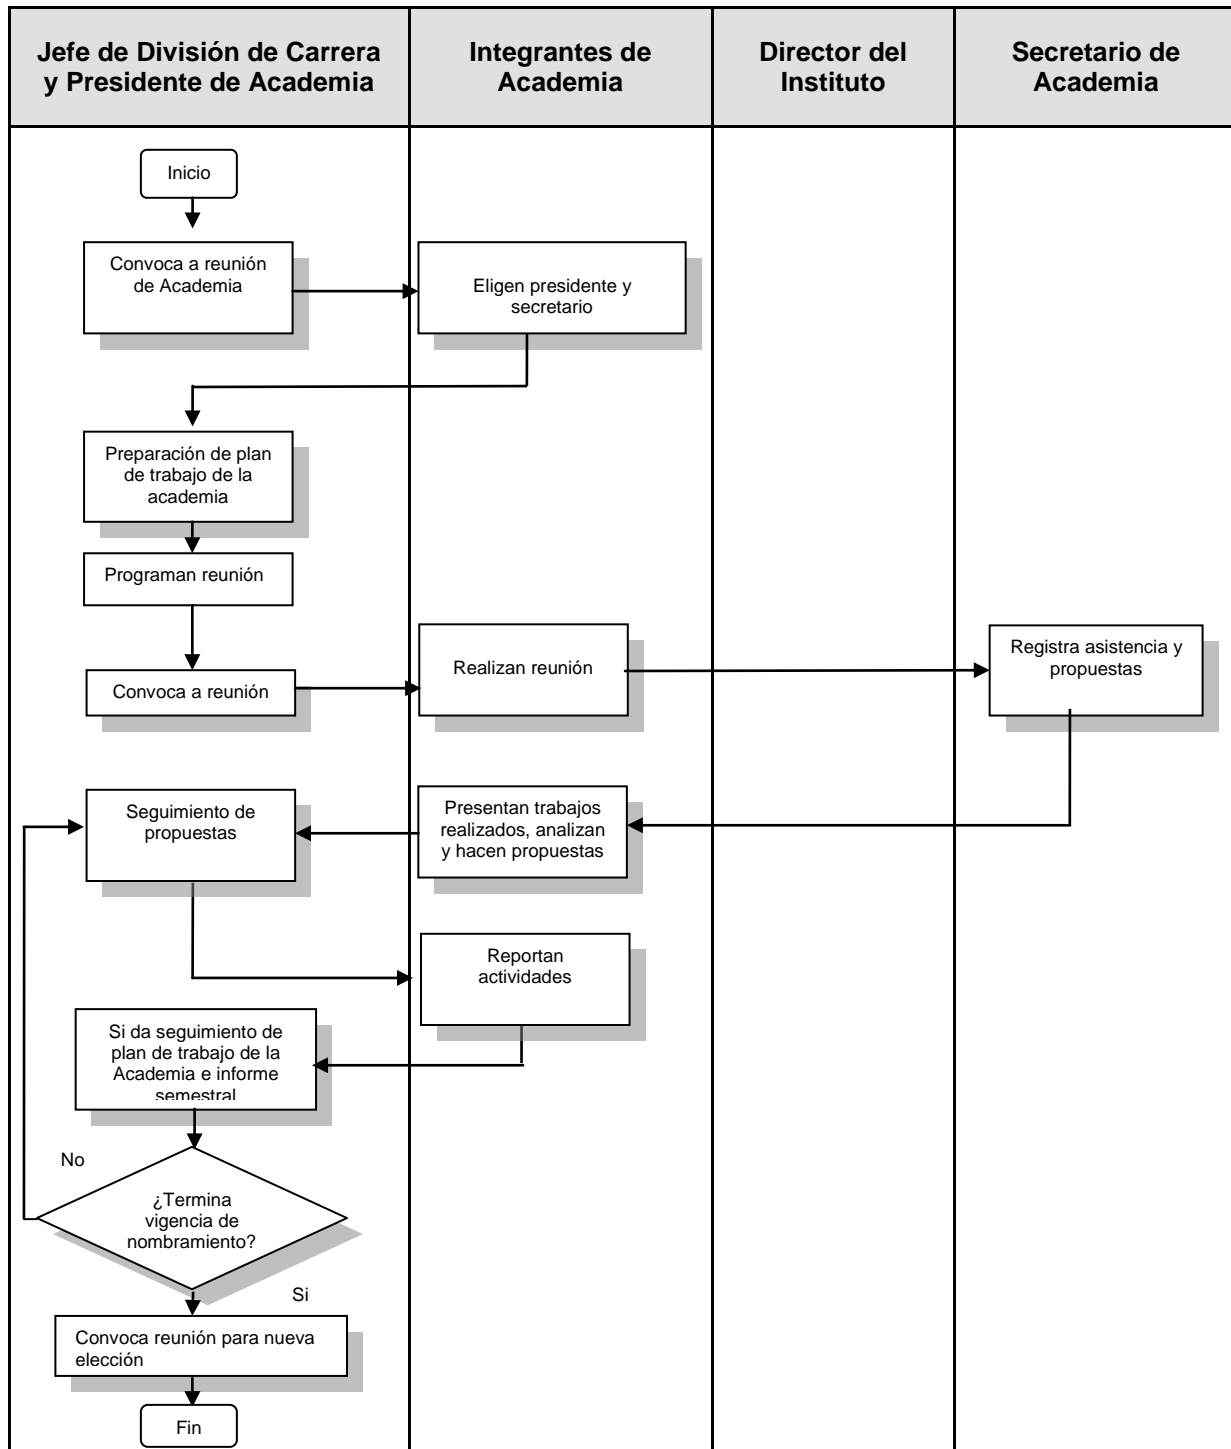 Jefe de División de Carrera
y Presidente de Academia
Integrantes de
Academia
Director del
Instituto
Secretario de
Academia
Inicio
Convoca a reunión
de Academia
Eligen presidente y
secretario
Preparación de plan
de trabajo de la
academia
Programan reunión
Convoca a reunión
Realizan reunión
Registra asistencia y
propuestas
Seguimiento de
propuestas
Presentan trabajos
realizados, analizan
y hacen propuestas
Reportan
actividades
Si da seguimiento de
plan de trabajo de la
Academia e informe
semestral
No
¿Termina
vigencia de
nombramiento?
Si
Convoca reunión para nueva
elección
Fin